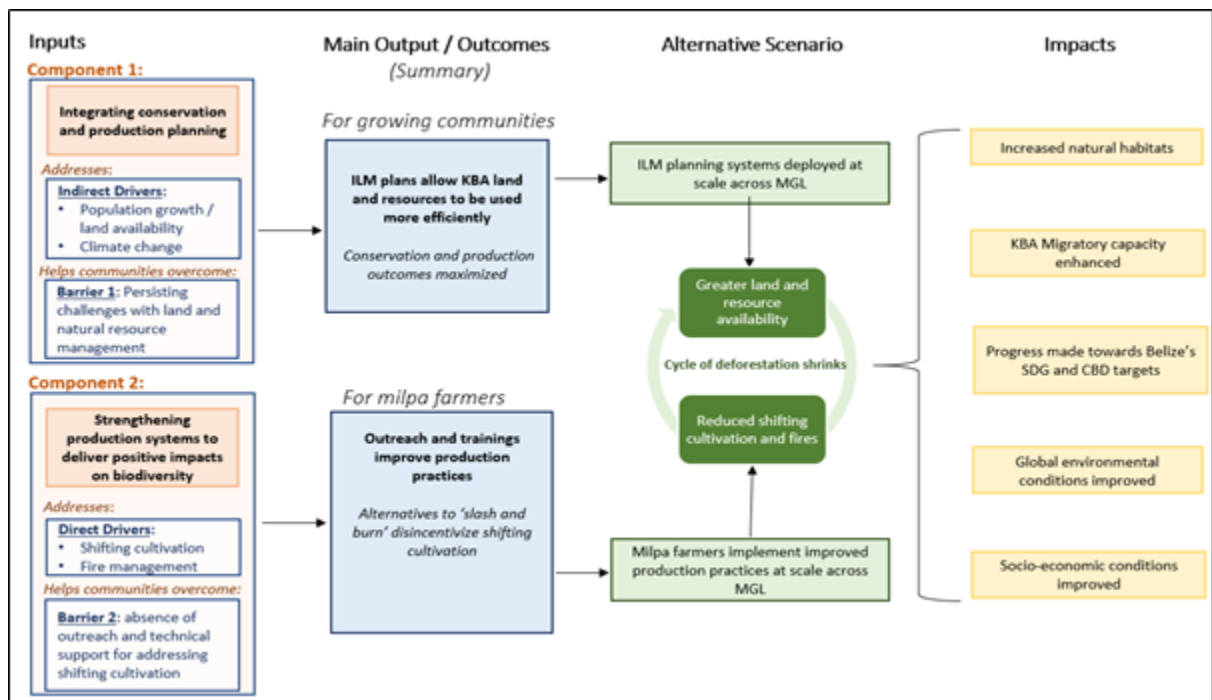 Inputs
Component 1:
Integrating conservation
and production planning
Addresses:
Indirect Drivers:
• Population growth /
land availability
• Climate change
Helps communities overcome:
Barrier 1: Persisting
challenges with land and
natural resource
management
Component 2:
Strengthening
production systems to
deliver positive impacts
on biodiversity
Addresses:
Direct Drivers:
• Shifting cultivation
• Fire management
Helps communities overcome:
Barrier 2: absence of
outreach and technical
support for addressing
shifting cultivation
Main Output / Outcomes
(Summary)
For growing communities
ILM plans allow KBA land
and resources to be used
more efficiently
Conservation and production
outcomes maximized
For milpa farmers
Outreach and trainings
improve production
practices
Alternatives to ‘slash and
burn’ disincentivize shifting
cultivation
Alternative Scenario
ILM planning systems deployed at
scale across MGL
Greater land and
resource
availability
Cycle of deforestation shrinks
Reduced shifting
cultivation and fires
Milpa farmers implement improved
production practices at scale across
MGL
Impacts
Increased natural habitats
KBA Migratory capacity
enhanced
Progress made towards Belize’s
SDG and CBD targets
Global environmental
conditions improved
Socio-economic conditions
improved